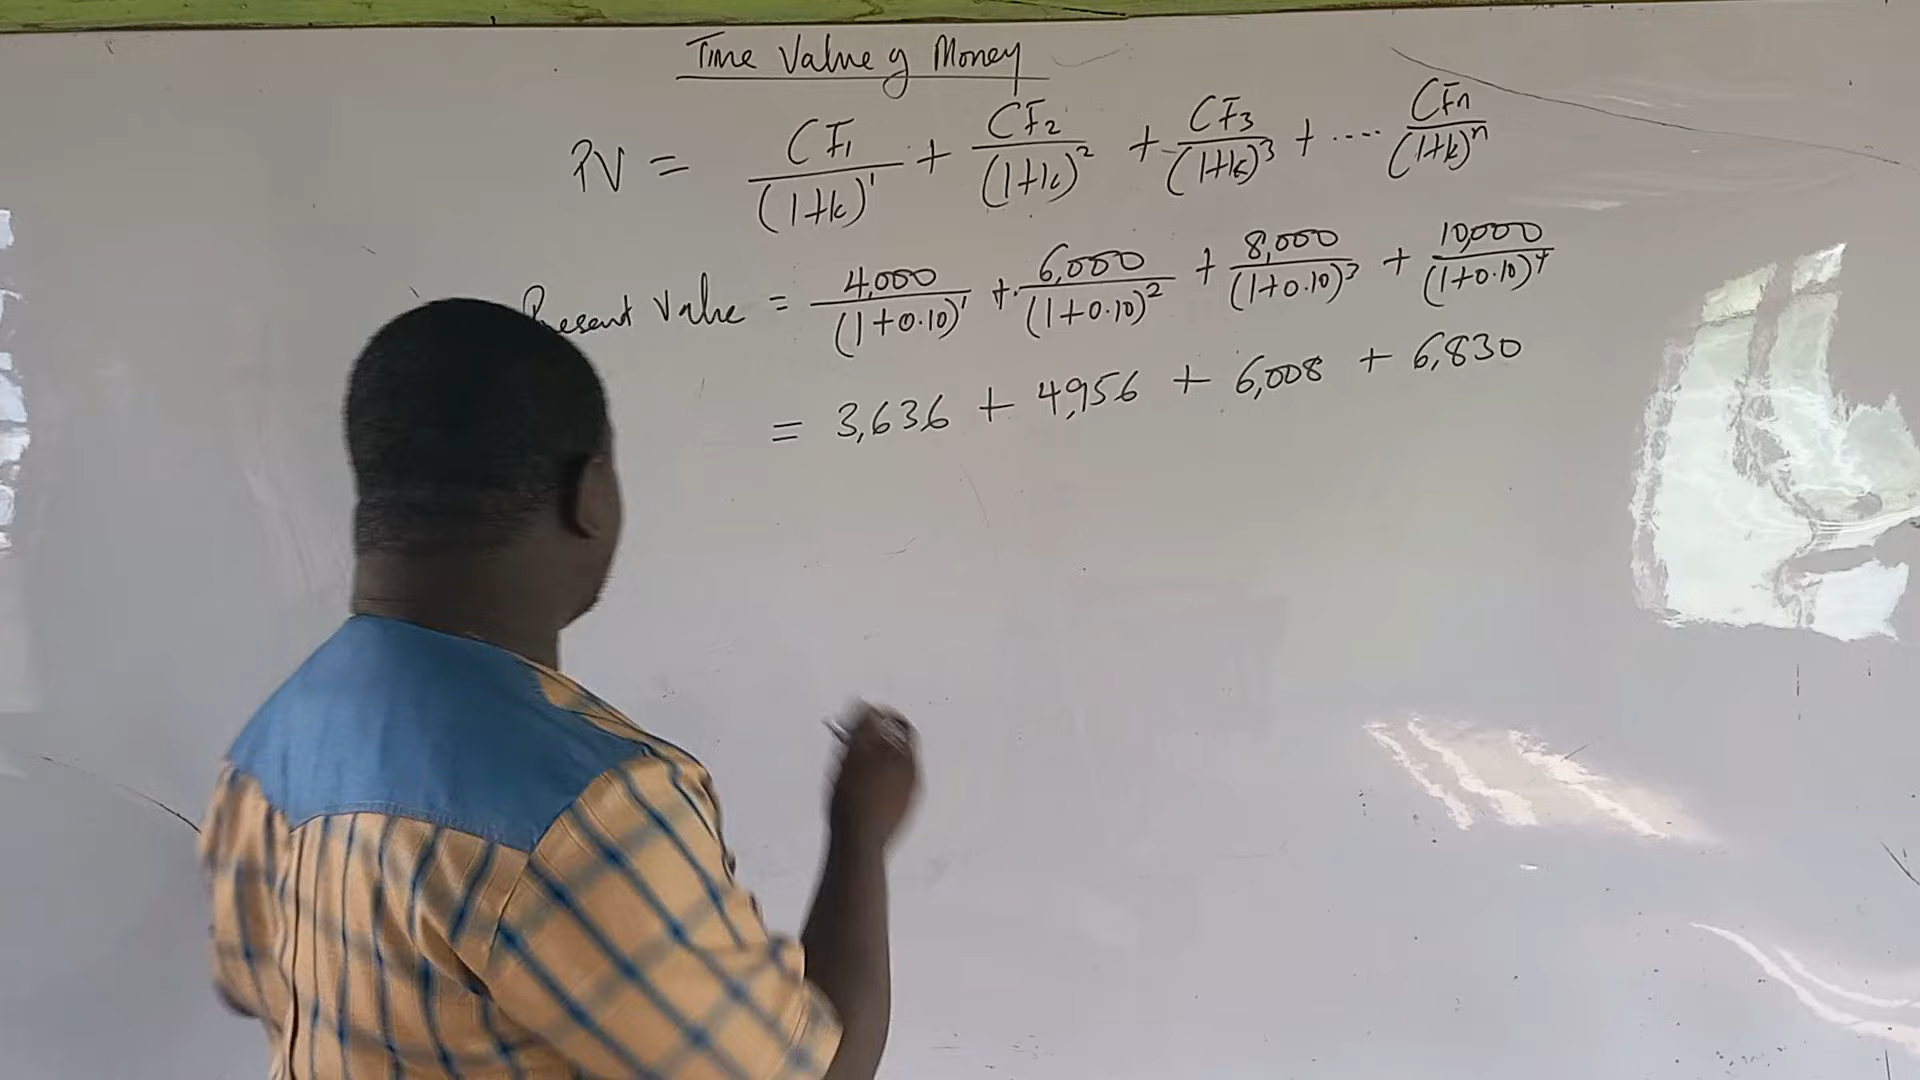 Time Value of Money
PV = CF1/(1+k)^1 + CF2/(1+k)^2 + CF3/(1+k)^3 + .... CFn/(1+k)^n
Present Value = 4,000/(1+0.10)^1 + 6,000/(1+0.10)^2 + 8,000/(1+0.10)^3 + 10,000/(1+0.10)^4
= 3,636 + 4,956 + 6,008 + 6,830